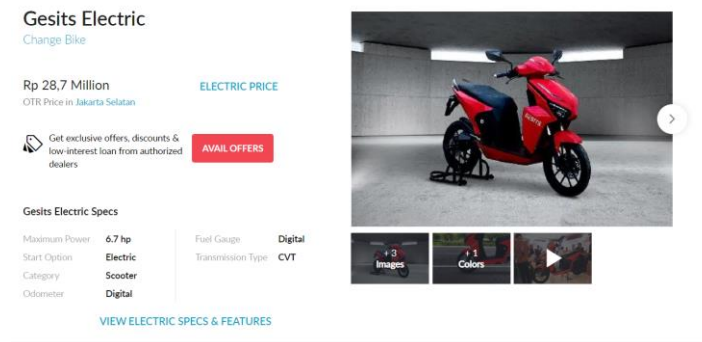 Gesits Electric
Change Bike
Rp 28,7 Million
ELECTRIC PRICE
OTR Price in Jakarta Selatan
Get exclusive offers, discounts &
low-interest loan from authorized
dealers
AVAIL OFFERS
Gesits Electric Specs
Maximum Power 6.7 hp
Start Option Electric
Category Scooter
Odometer Digital
Fuel Gauge Digital
Transmission Type CVT
VIEW ELECTRIC SPECS & FEATURES
+ 3
Images
+ 1
Colors